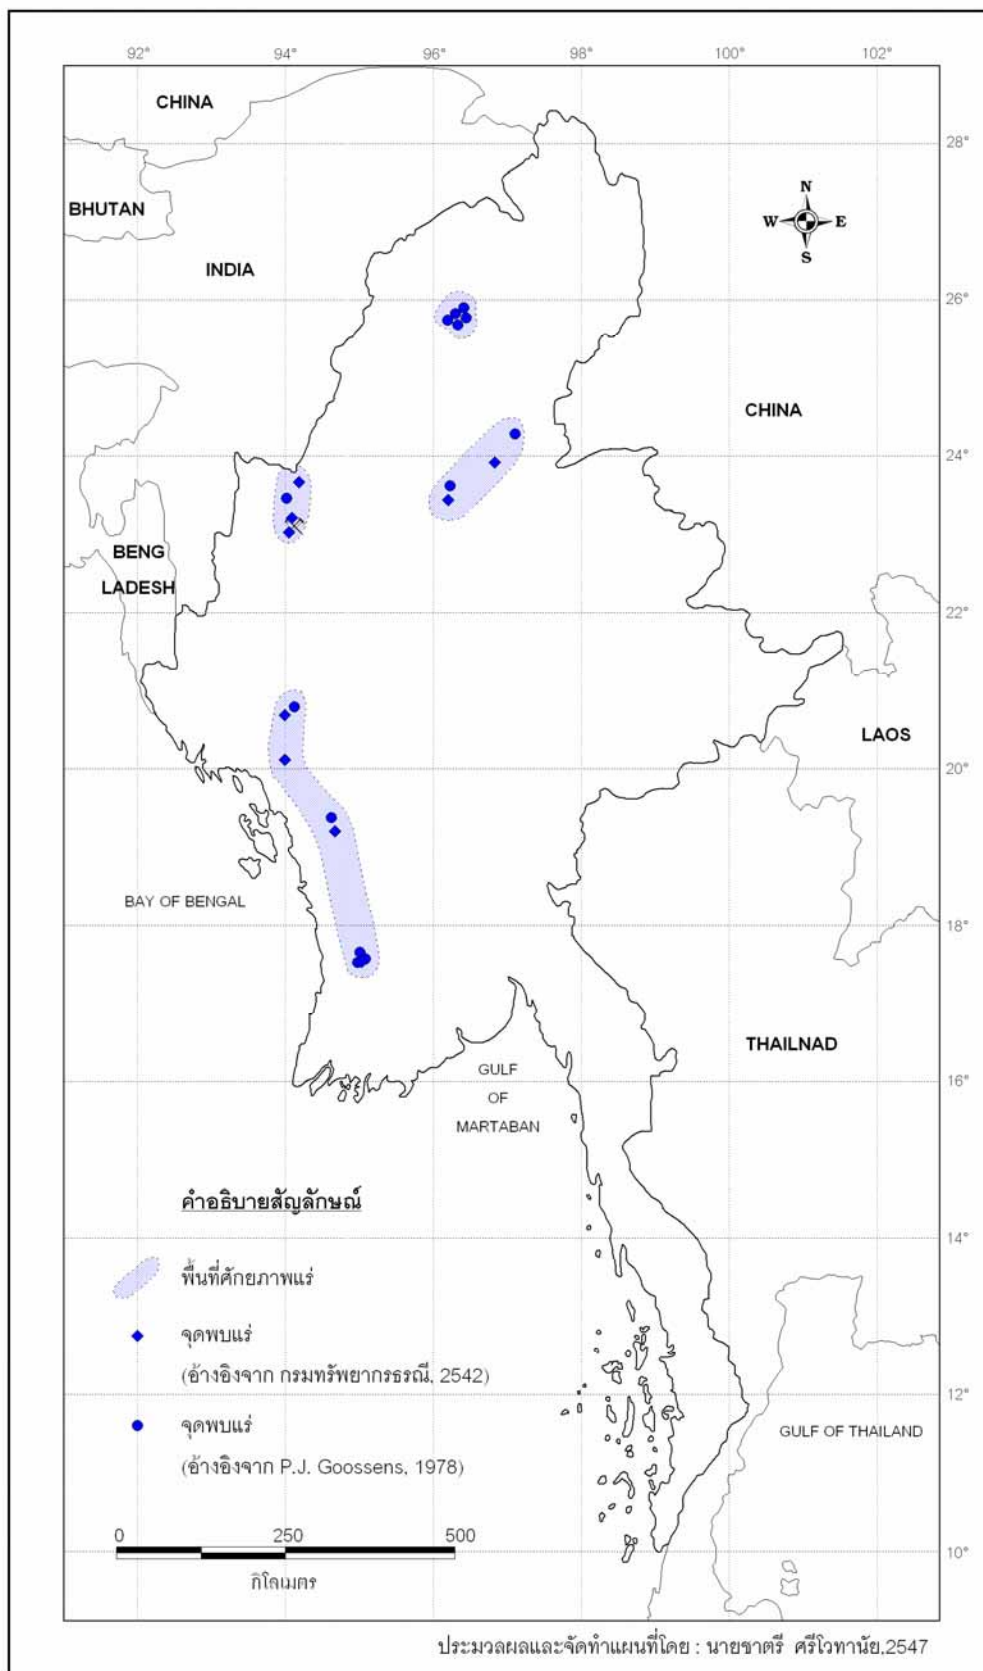 92° 94° 96° 98° 100° 102°
CHINA
28°
N
BHUTAN
W E
S
INDIA
26°
CHINA
24°
BENG
LADESH
22°
LAOS
20°
BAY OF BENGAL
18°
THAILNAD
GULF
OF
MARTABAN
16°
คำอธิบายสัญลักษณ์
14°
พื้นที่ศักยภาพแร่
จุดพบแร่
(อ้างอิงจาก กรมทรัพยากรธรณี, 2542)
12°
จุดพบแร่
GULF OF THAILAND
(อ้างอิงจาก P.J. Goossens, 1978)
0 250 500
10°
กิโลเมตร
ประมวลผลและจัดทำแผนที่โดย : นายชาตรี ศรีโวทานัย,2547